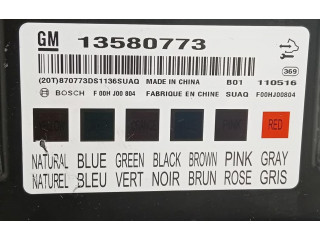 GM 13580773
(20T)870773DS1136SUAQ MADE IN CHINA B01 110516 369
BOSCH F 00H J00 804 FABRIQUE EN CHINE SUAQ F00HJ00804
RED
NATURAL BLUE GREEN BLACK BROWN PINK GRAY
NATUREL BLEU VERT NOIR BRUN ROSE GRIS